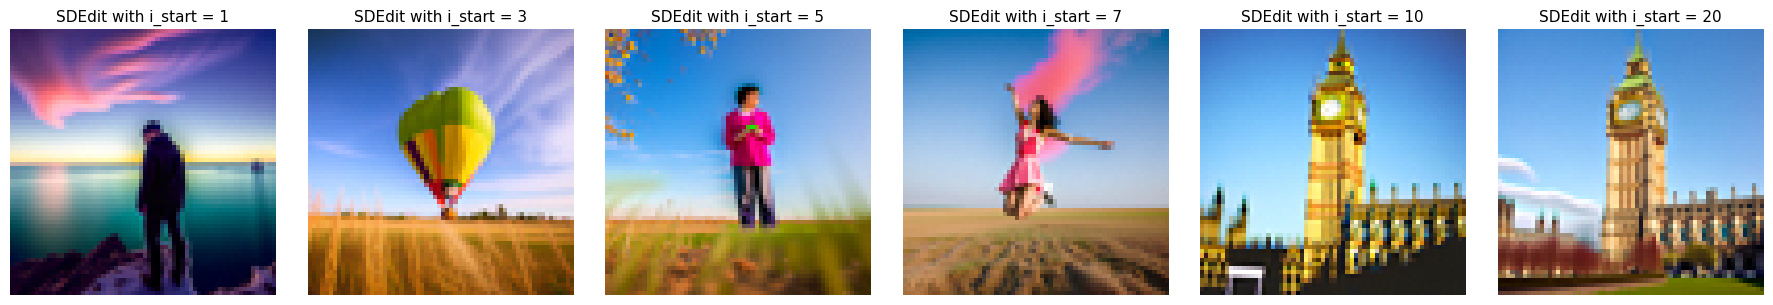 SDEdit with i_start = 1
SDEdit with i_start = 3
SDEdit with i_start = 5
SDEdit with i_start = 7
SDEdit with i_start = 10
SDEdit with i_start = 20